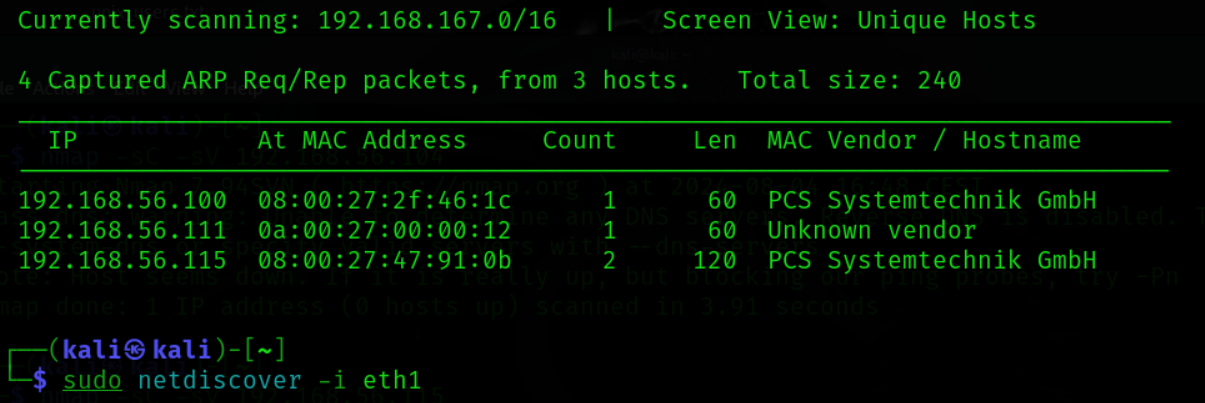 Currently scanning: 192.168.167.0/16   |   Screen View: Unique Hosts
4 Captured ARP Req/Rep packets, from 3 hosts.   Total size: 240
IP            At MAC Address     Count     Len  MAC Vendor / Hostname
192.168.56.100  08:00:27:2f:46:1c      1      60  PCS Systemtechnik GmbH
192.168.56.111  0a:00:27:00:00:12      1      60  Unknown vendor
192.168.56.115  08:00:27:47:91:0b      2     120  PCS Systemtechnik GmbH
┌──(kali㉿kali)-[~]
└─$ sudo netdiscover -i eth1